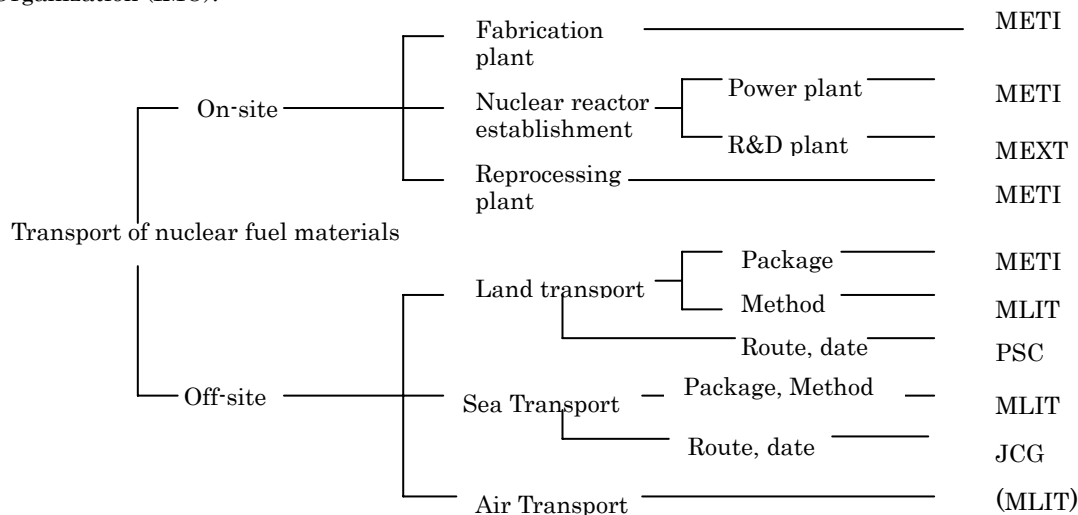 Fabrication
plant
METI
On-site
Nuclear reactor
establishment
Power plant
METI
R&D plant
MEXT
Reprocessing
plant
METI
Transport of nuclear fuel materials
Land transport
Package
METI
Method
MLIT
Route, date
PSC
Off-site
Sea Transport
Package, Method
MLIT
Route, date
JCG
Air Transport
(MLIT)